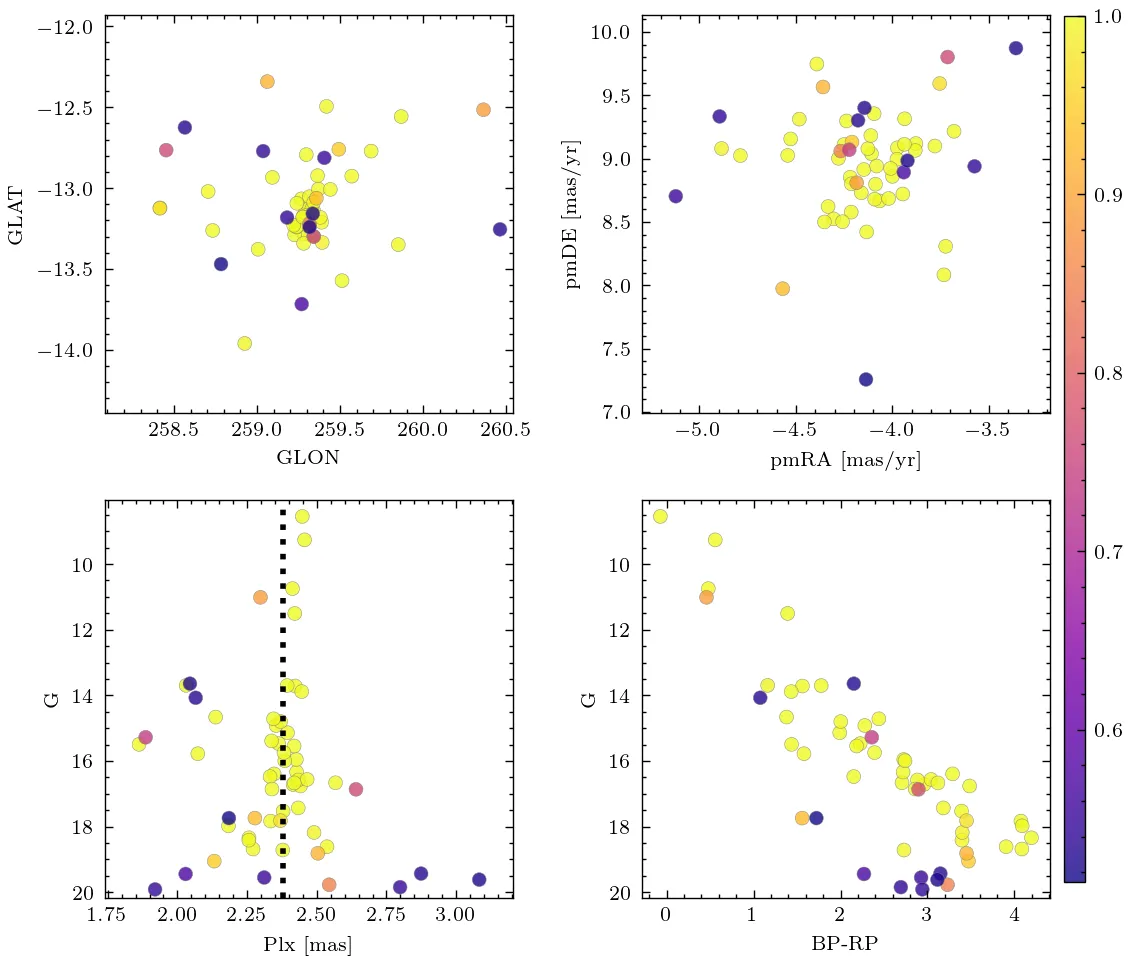 −12.0
−12.5
−13.0
−13.5
−14.0
GLAT
258.5 259.0 259.5 260.0 260.5
GLON
10.0
9.5
9.0
8.5
8.0
7.5
7.0
pmDE [mas/yr]
−5.0 −4.5 −4.0 −3.5
pmRA [mas/yr]
1.0
0.9
0.8
0.7
0.6
10
12
14
16
18
20
G
1.75 2.00 2.25 2.50 2.75 3.00
Plx [mas]
10
12
14
16
18
20
G
0 1 2 3 4
BP-RP